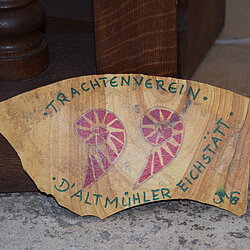 · TRACHTENVEREIN ·
· D'ALTMÜHLER EICHSTÄTT ·